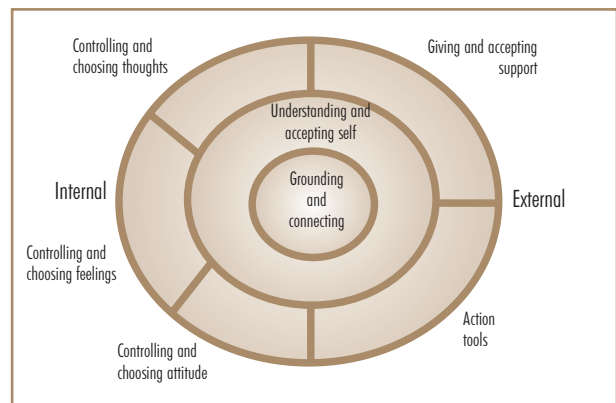 Controlling and
choosing thoughts
Giving and accepting
support
Understanding and
accepting self
Grounding
and
connecting
Internal
External
Controlling and
choosing feelings
Action
tools
Controlling and
choosing attitude